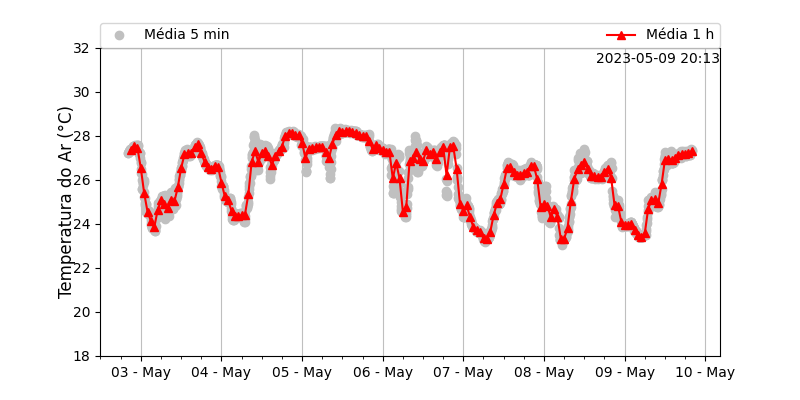 Média 5 min
Média 1 h
2023-05-09 20:13
Temperatura do Ar (°C)
32
30
28
26
24
22
20
18
03 - May
04 - May
05 - May
06 - May
07 - May
08 - May
09 - May
10 - May